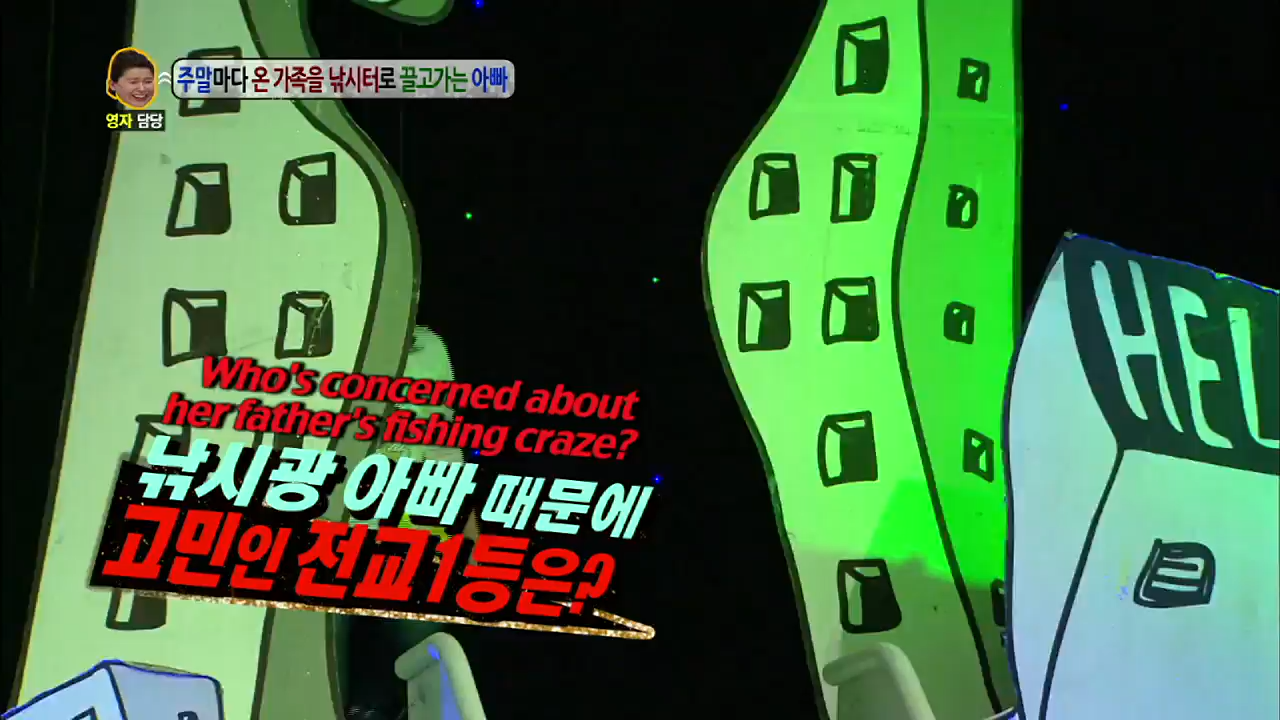 주말마다 온 가족을 낚시터로 끌고가는 아빠
영자 담당
HEL
Who's concerned about
her father's fishing craze?
낚시광 아빠 때문에
고민인 전교1등은?